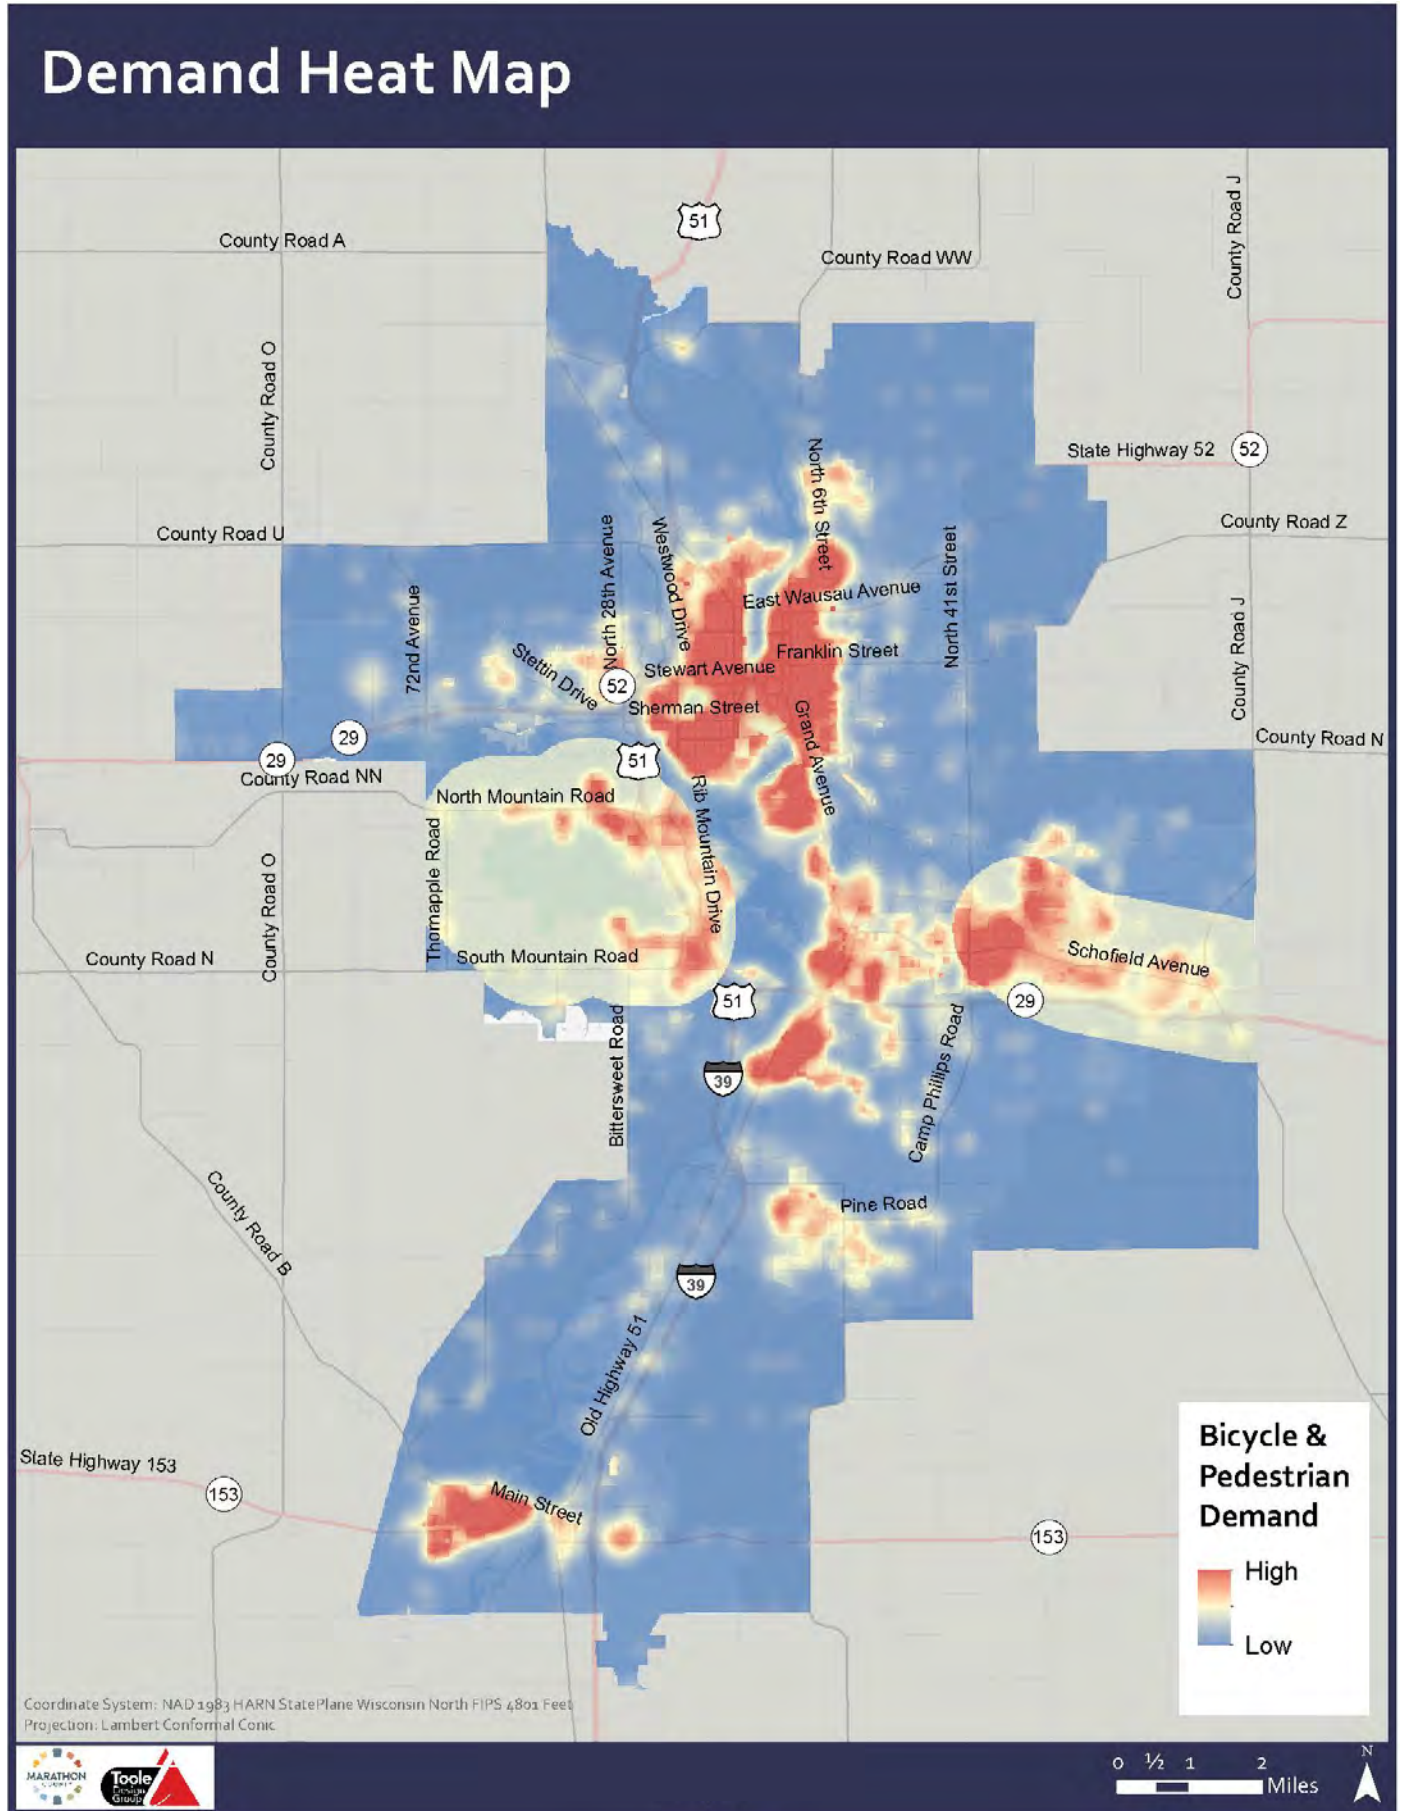 Demand Heat Map
51
County Road A
County Road WW
County Road J
County Road O
North 6th Street
State Highway 52
52
County Road U
County Road Z
North 28th Avenue
Westwood Drive
North 41st Street
72nd Avenue
East Wausau Avenue
County Road J
Stettin Drive
Franklin Street
Stewart Avenue
52
Sherman Street
Grand Avenue
29
29
51
County Road N
County Road NN
North Mountain Road
Rib Mountain Drive
Thornapple Road
County Road O
County Road N
South Mountain Road
Schofield Avenue
51
29
Bittersweet Road
39
Camp Phillips Road
County Road B
Pine Road
39
Old Highway 51
State Highway 153
153
Main Street
153
Bicycle &
Pedestrian
Demand
High
Low
Coordinate System: NAD 1983 HARN StatePlane Wisconsin North FIPS 4801 Feet
Projection: Lambert Conformal Conic
MARATHON
COUNTY
Toole
Design
Group
0 ½ 1 2
Miles
N